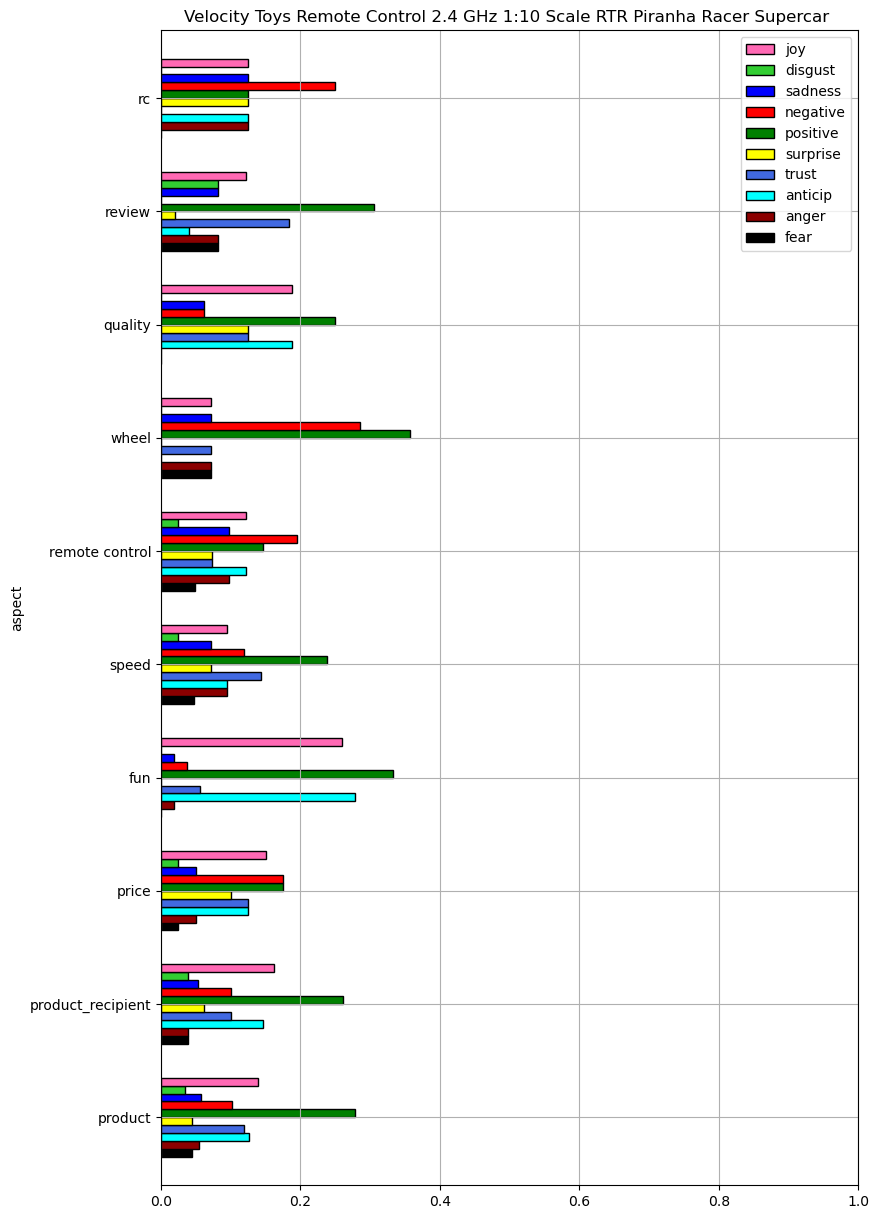 Velocity Toys Remote Control 2.4 GHz 1:10 Scale RTR Piranha Racer Supercar
joy
disgust
sadness
negative
positive
surprise
trust
anticip
anger
fear
rc
review
quality
wheel
remote control
speed
fun
price
product_recipient
product
aspect
0.0 0.2 0.4 0.6 0.8 1.0